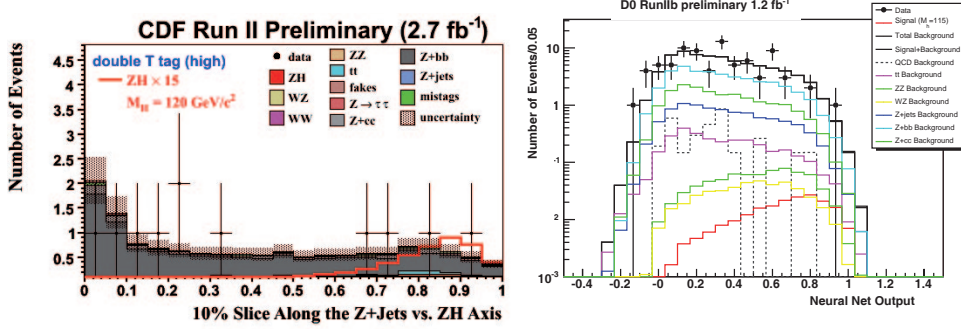 CDF Run II Preliminary (2.7 fb⁻¹)
Number of Events
double T tag (high)
ZH × 15
M_H = 120 GeV/c²
data
ZH
WZ
WW
ZZ
tt
fakes
Z → ττ
Z+cc
Z+bb
Z+jets
mistags
uncertainty
4.5
4
3.5
3
2.5
2
1.5
1
0.5
0 0.1 0.2 0.3 0.4 0.5 0.6 0.7 0.8 0.9 1
10% Slice Along the Z+Jets vs. ZH Axis
D0 RunIIb preliminary 1.2 fb⁻¹
Number of Events/0.05
10
1
-1
2
10⁻³
-0.4 -0.2 -0.0 0.2 0.4 0.6 0.8 1 1.2 1.4
Neural Net Output
Data
Signal (M_h=115)
Total Background
Signal+Background
QCD Background
tt Background
ZZ Background
WZ Background
Z+jets Background
Z+bb Background
Z+cc Background